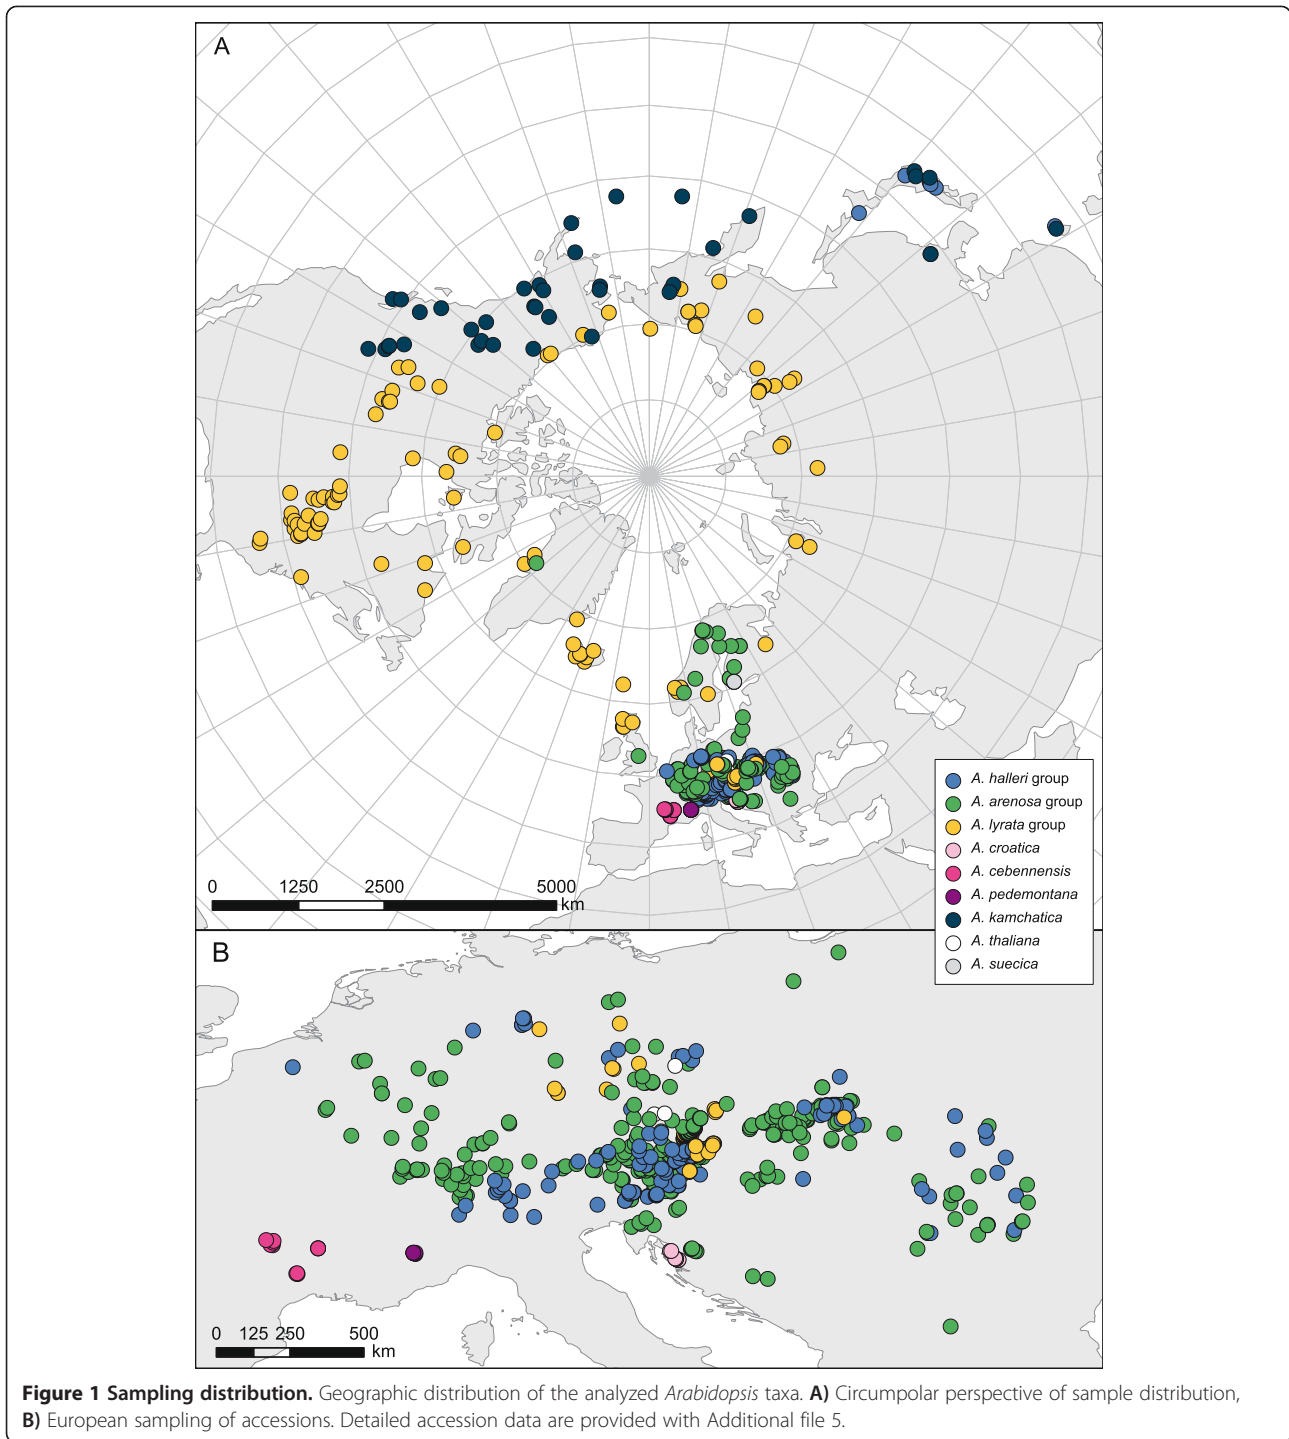 A
0 1250 2500 5000
km
A. halleri group
A. arenosa group
A. lyrata group
A. croatica
A. cebennensis
A. pedemontana
A. kamchatica
A. thaliana
A. suecica
B
0 125 250 500
km
Figure 1 Sampling distribution. Geographic distribution of the analyzed Arabidopsis taxa. A) Circumpolar perspective of sample distribution,
B) European sampling of accessions. Detailed accession data are provided with Additional file 5.